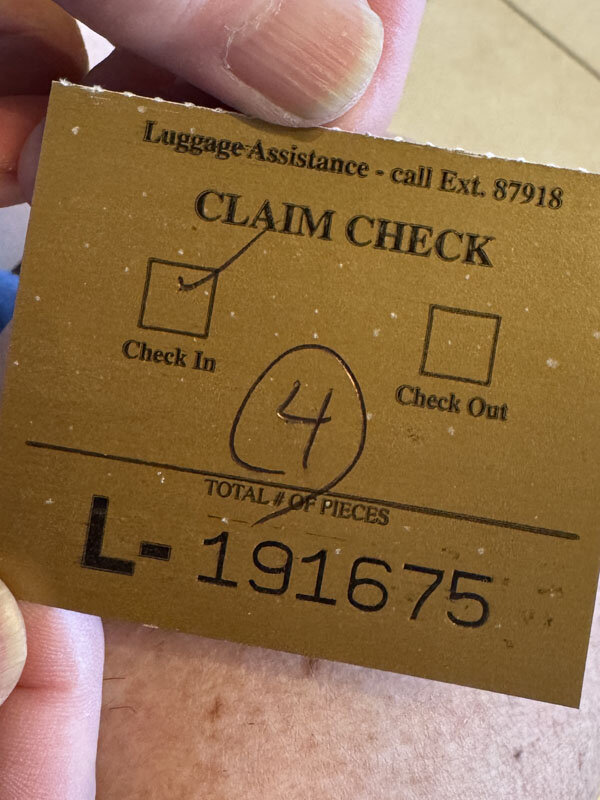 Luggage Assistance - call Ext. 87918
CLAIM CHECK
Check In
Check Out
4
TOTAL # OF PIECES
L- 191675